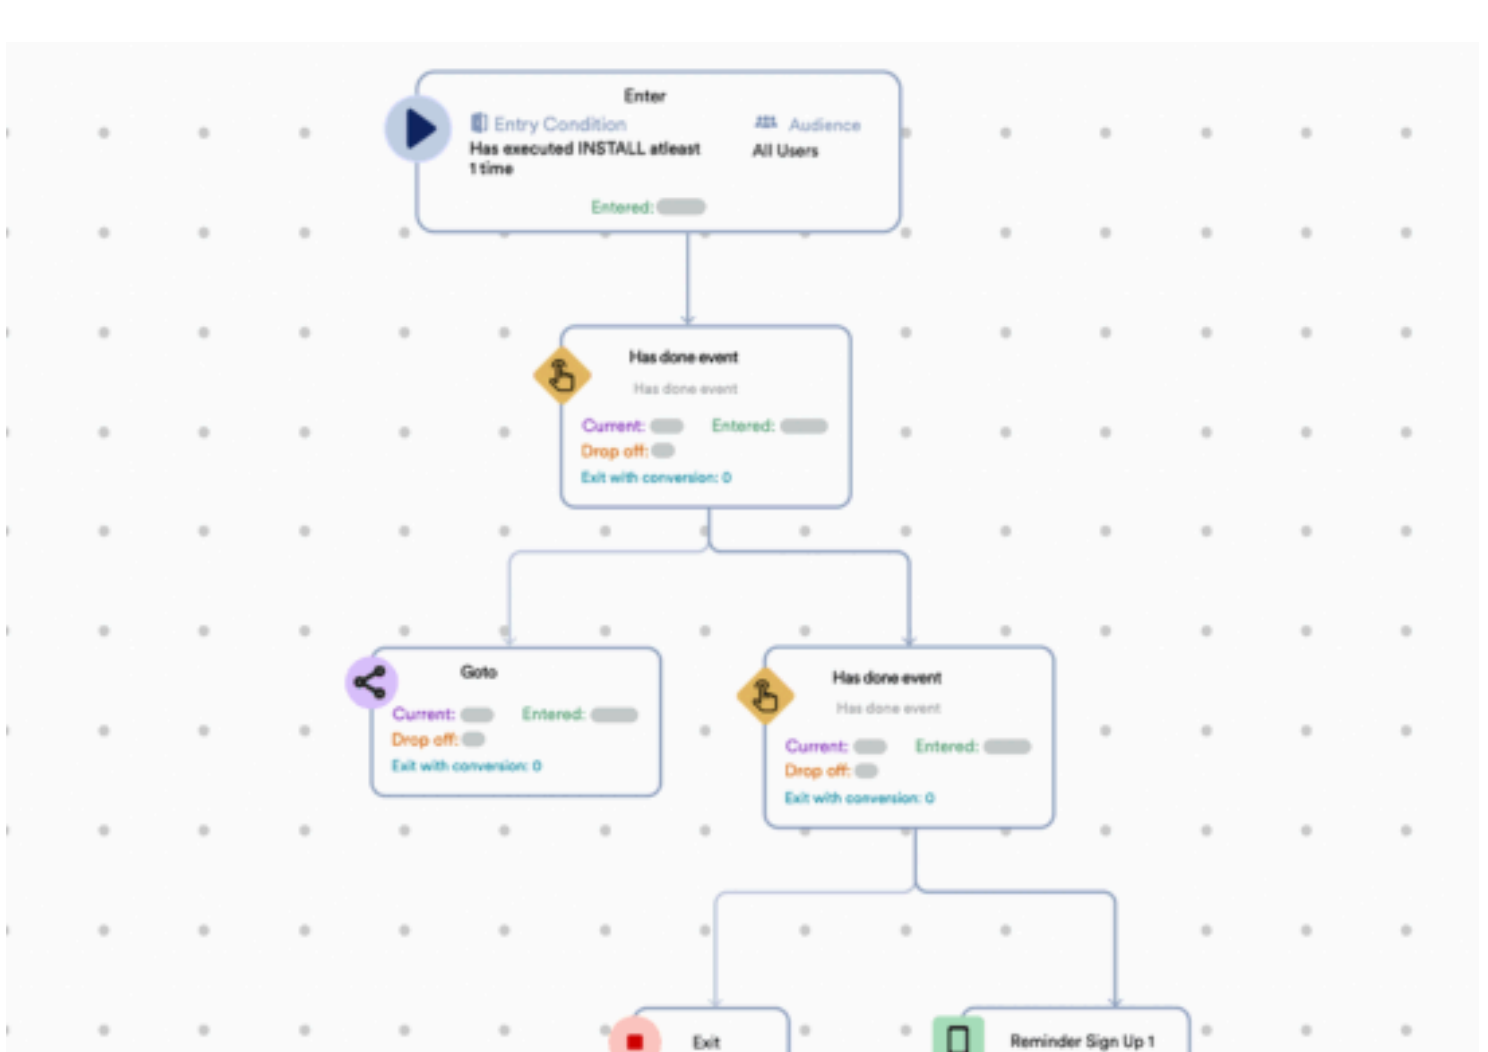 Enter
Entry Condition
Audience
Has executed INSTALL atleast
1 time
All Users
Entered:
Has done event
Has done event
Current: Entered:
Drop off:
Exit with conversion: 0
Goto
Current: Entered:
Drop off:
Exit with conversion: 0
Has done event
Has done event
Current: Entered:
Drop off:
Exit with conversion: 0
Exit
Reminder Sign Up 1